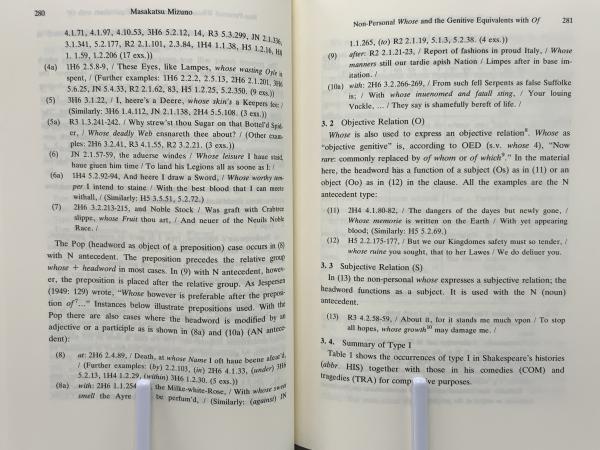 280 Masakatsu Mizuno
4.1.71, 4.1.97, 4.10.53, 3H6 5.2.12, 14, R3 5.3.299, JN 2.1.136,
3.1.341, 5.2.177, R2 2.1.101, 2.3.84, 1H4 1.1.38, H5 1.2.16, H8
1. 1.59, 1.2.206 (17 exs.))
(4a) 1H6 2.5.8-9, / These Eyes, like Lampes, whose wasting Oyle is
spent, / (Further examples: 1H6 2.2.2, 2.5.13, 2H6 2.1.201, 3H6
5.6.25, JN 5.4.33, R2 2.1.62, 83, H5 1.2.25, 5.2.350. (9 exs.))
(5) 3H6 3.1.22, / I, heere's a Deere, whose skin's a Keepers fee: /
(Similarly: 3H6 1.4.112, JN 2.1.138, 2H4 5.5.108. (3 exs.))
(5a) R3 1.3.241-242. / Why strew'st thou Sugar on that Bottel'd Spid-
er, / Whose deadly Web ensnareth thee about? / (Other exam-
ples: 2H6 3.2.41, R3 4.1.55, R2 3.2.21. (3 exs.))
(6) JN 2.1.57-59, the aduerse windes / Whose leisure I haue staid,
haue giuen him time / To land his Legions all as soone as I: /
(6a) 1H4 5.2.92-94, And heere I draw a Sword, / Whose worthy tem-
per I intend to staine / With the best blood that I can meete
withall, / (Similarly: H5 3.5.51, 5.2.72.)
(7) 2H6 3.2.213-215, and Noble Stock / Was graft with Crabtree
slippe, whose Fruit thou art, / And neuer of the Neuils Noble
Race. /
The Pop (headword as object of a preposition) case occurs in (8)
with N antecedent. The preposition precedes the relative group
whose + headword in most cases. In (9) with N antecedent, howev-
er, the preposition is placed after the relative group. As Jespersen
(1949: 129) wrote, "Whose however is preferable after the preposi-
tion of⁷..." Instances below illustrate prepositions used. With the
Pop there are also cases where the headword is modified by an
adjective or a participle as is shown in (8a) and (10a) (AN antece-
dent):
(8) at: 2H6 2.4.89, / Death, at whose Name I oft haue beene afear'd,
/ (Further examples: (by) 2.2.103, (in) 2H6 4.1.33, (under) 3H6
5.2.13, 1H4 1.2.29, (within) 3H6 1.2.30. (5 exs.))
(8a) with: 2H6 1.1.254 the Milke-white-Rose, / With whose sweet
smell the Ayre be perfum'd, / (Similarly: (against) JN
Non-Personal Whose and the Genitive Equivalents with Of 281
1.1.265, (to) R2 2.1.19, 5.1.3, 5.2.38. (4 exs.))
(9) after: R2 2.1.21-23, / Report of fashions in proud Italy, / Whose
manners still our tardie apish Nation / Limpes after in base im-
itation. /
(10a) with: 2H6 3.2.266-269, / From such fell Serpents as false Suffolke
is; / With whose inuenomed and fatall sting, / Your louing
Vnckle, ... / They say is shamefully bereft of life. /
3. 2 Objective Relation (O)
Whose is also used to express an objective relation⁸. Whose as
"objective genitive" is, according to OED (s.v. whose 4), "Now
rare: commonly replaced by of whom or of which⁹." In the material
here, the headword has a function of a subject (Os) as in (11) or an
object (Oo) as in (12) in the clause. All the examples are the N
antecedent type:
(11) 2H4 4.1.80-82, / The dangers of the dayes but newly gone, /
Whose memorie is written on the Earth / With yet appearing
blood; (Similarly: H5 5.2.69.)
(12) H5 2.2.175-177, / But we our Kingdomes safety must so tender, /
whose ruine you sought, that to her Lawes / We do deliuer you.
3. 3 Subjective Relation (S)
In (13) the non-personal whose expresses a subjective relation; the
headword functions as a subject. It is used with the N (noun)
antecedent.
(13) R3 4.2.58-59, / About it, for it stands me much vpon / To stop
all hopes, whose growth¹⁰ may damage me. /
3. 4. Summary of Type I
Table 1 shows the occurrences of type I in Shakespeare's histories
(abbr. HIS) together with those in his comedies (COM) and
tragedies (TRA) for purposes.